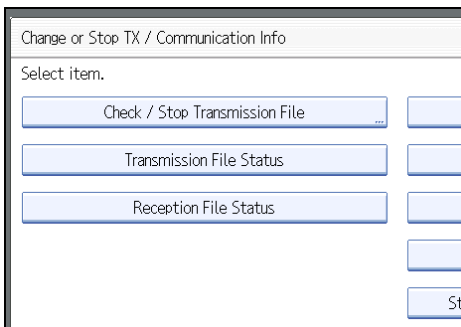 Change or Stop TX / Communication Info
Select item.
Check / Stop Transmission File
...
Transmission File Status
Reception File Status